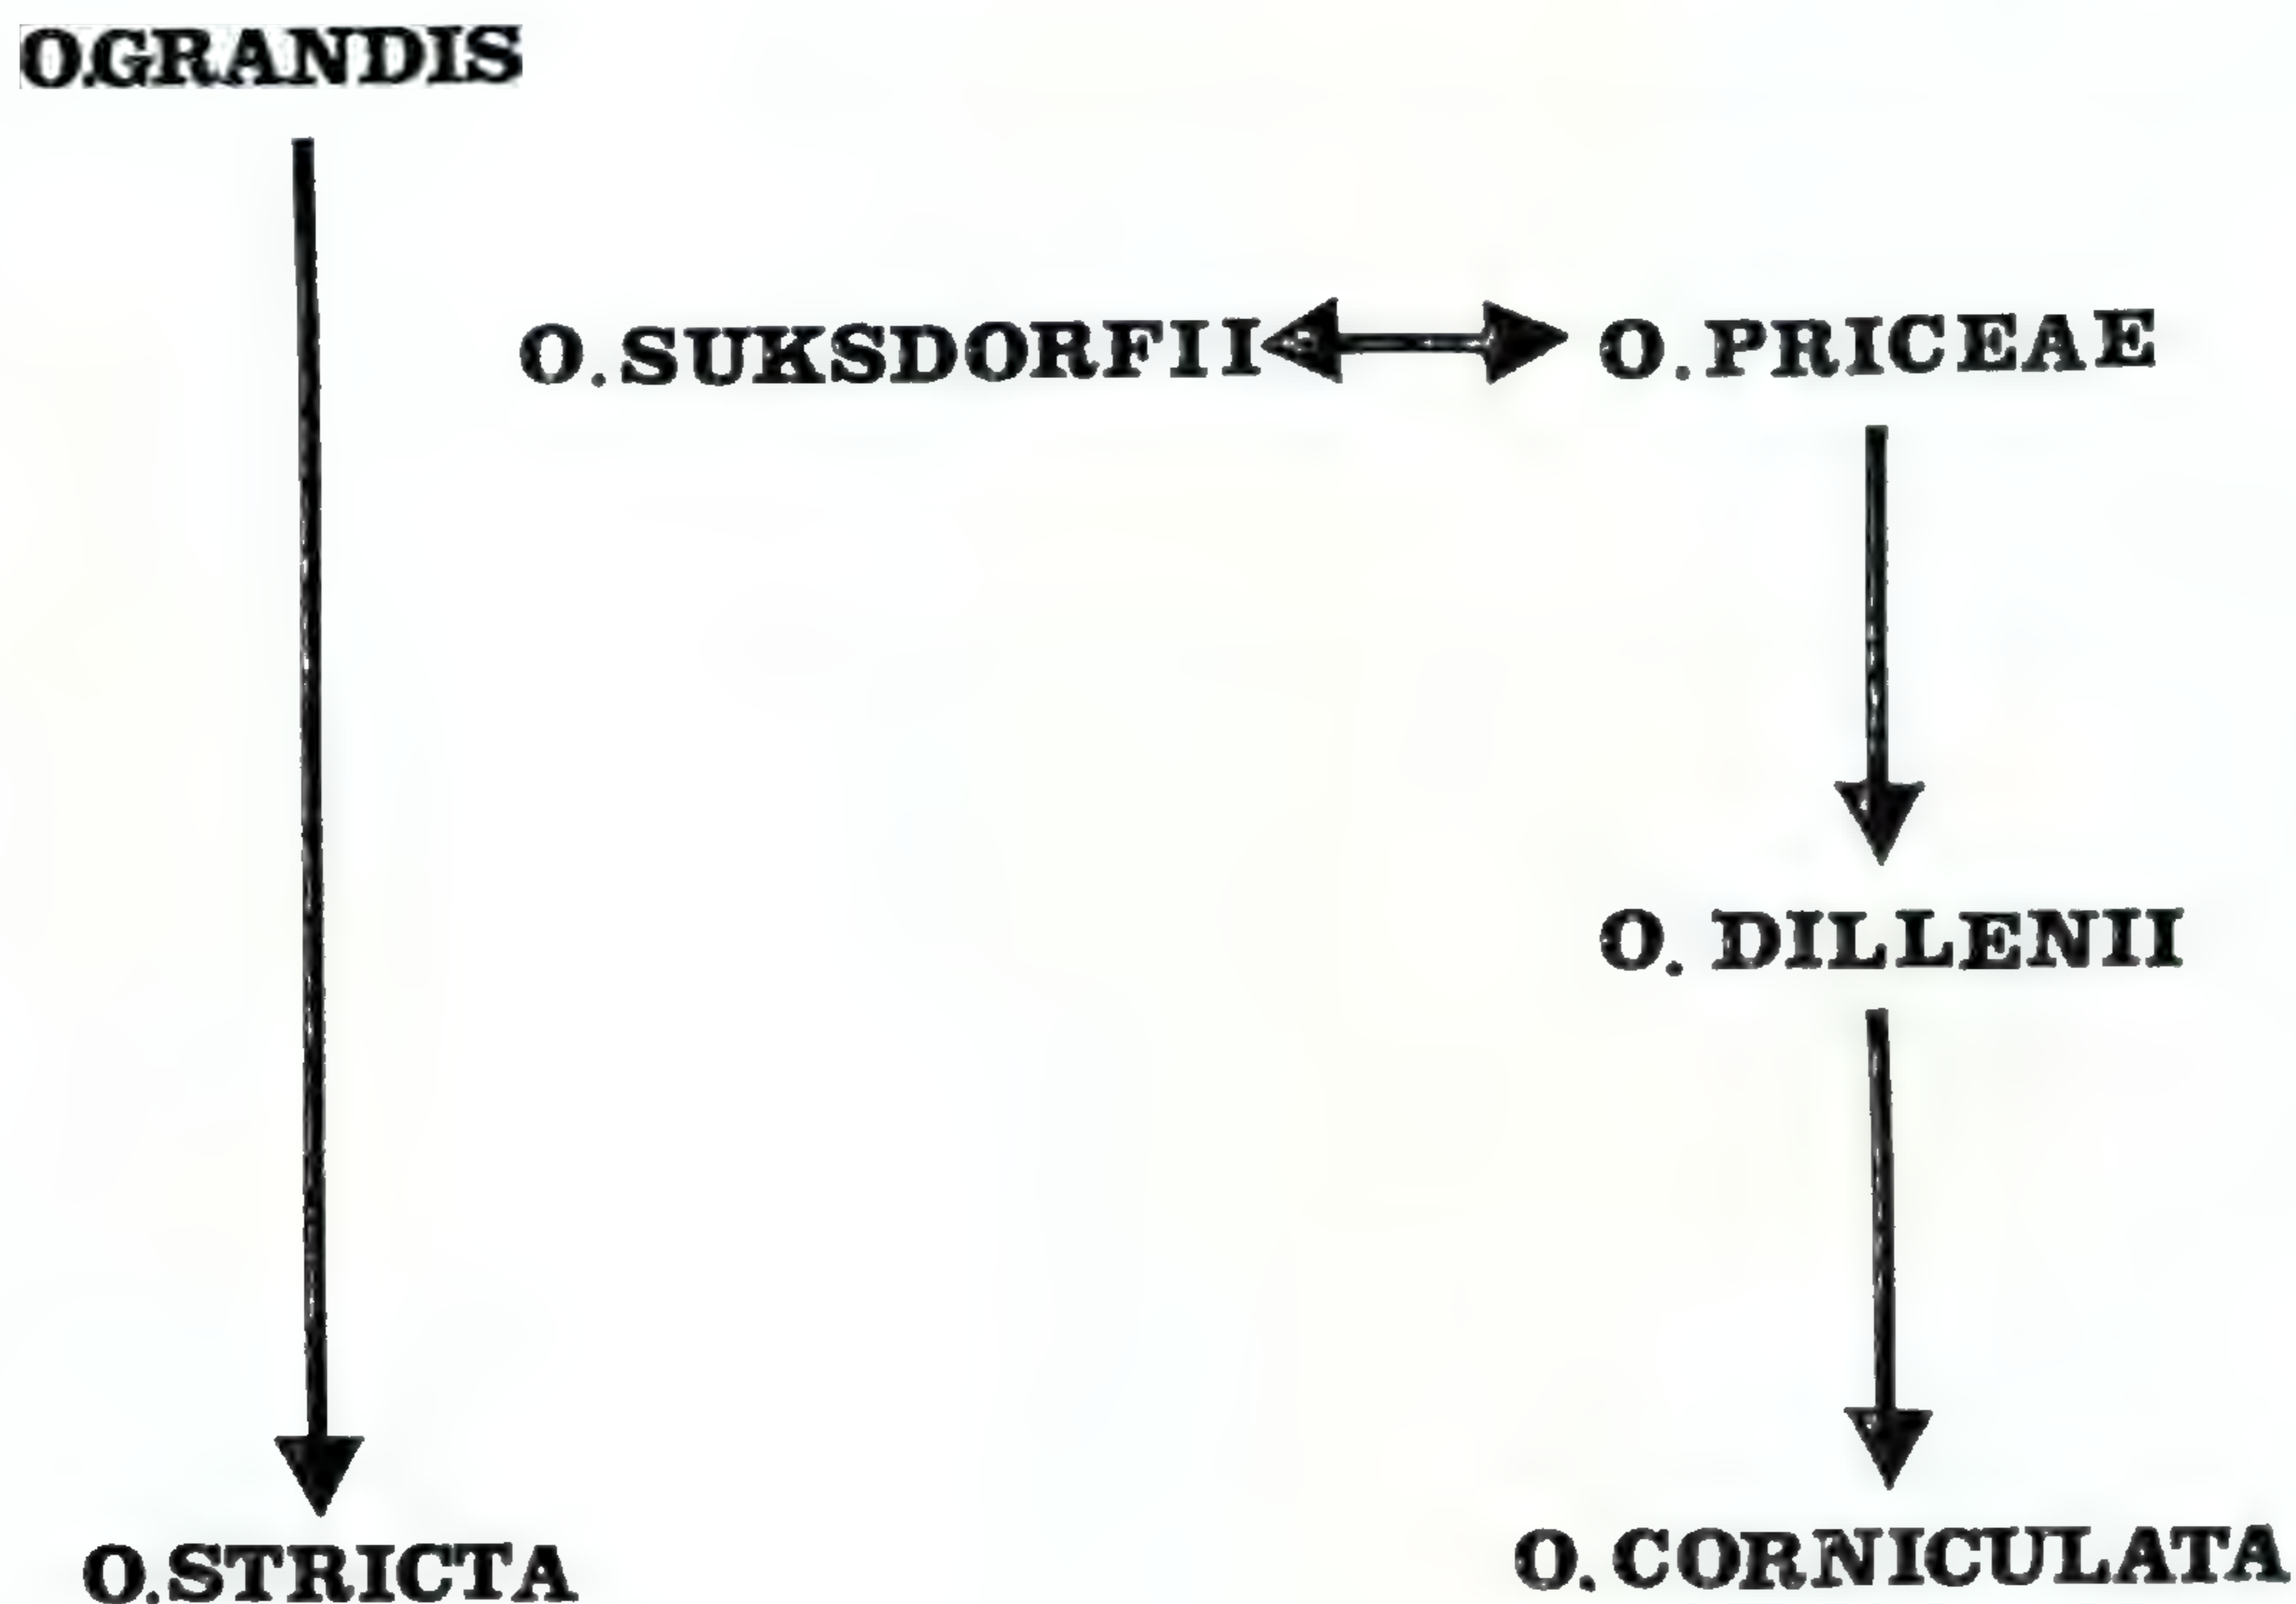 O.GRANDIS
O.SUKSDORFII O.PRICEAE
O. DILLENII
O.STRICTA O.CORNICULATA